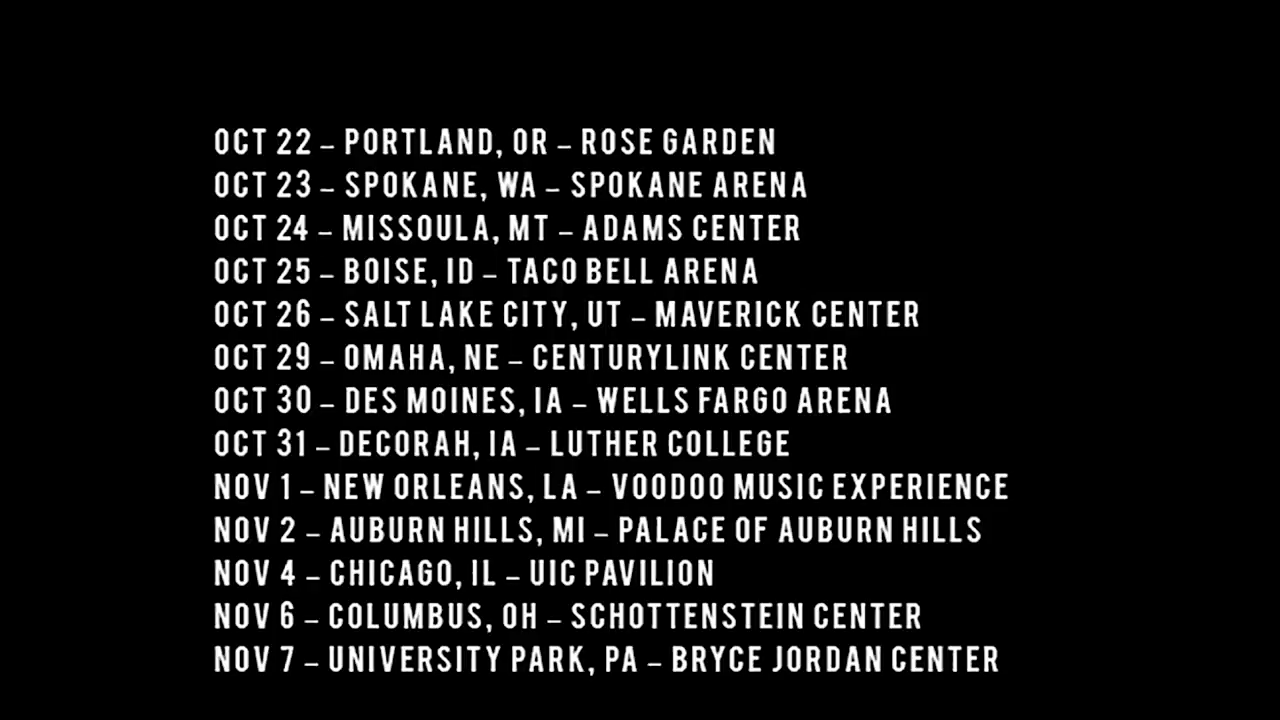 OCT 22 – PORTLAND, OR – ROSE GARDEN
OCT 23 – SPOKANE, WA – SPOKANE ARENA
OCT 24 – MISSOULA, MT – ADAMS CENTER
OCT 25 – BOISE, ID – TACO BELL ARENA
OCT 26 – SALT LAKE CITY, UT – MAVERICK CENTER
OCT 29 – OMAHA, NE – CENTURYLINK CENTER
OCT 30 – DES MOINES, IA – WELLS FARGO ARENA
OCT 31 – DECORAH, IA – LUTHER COLLEGE
NOV 1 – NEW ORLEANS, LA – VOODOO MUSIC EXPERIENCE
NOV 2 – AUBURN HILLS, MI – PALACE OF AUBURN HILLS
NOV 4 – CHICAGO, IL – UIC PAVILION
NOV 6 – COLUMBUS, OH – SCHOTTENSTEIN CENTER
NOV 7 – UNIVERSITY PARK, PA – BRYCE JORDAN CENTER